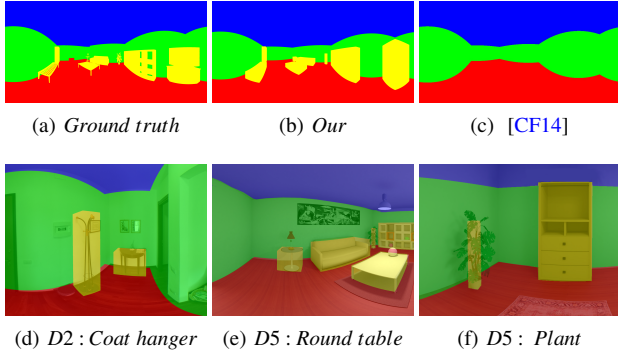 (a) Ground truth
(b) Our
(c) [CF14]
(d) D2 : Coat hanger
(e) D5 : Round table
(f) D5 : Plant